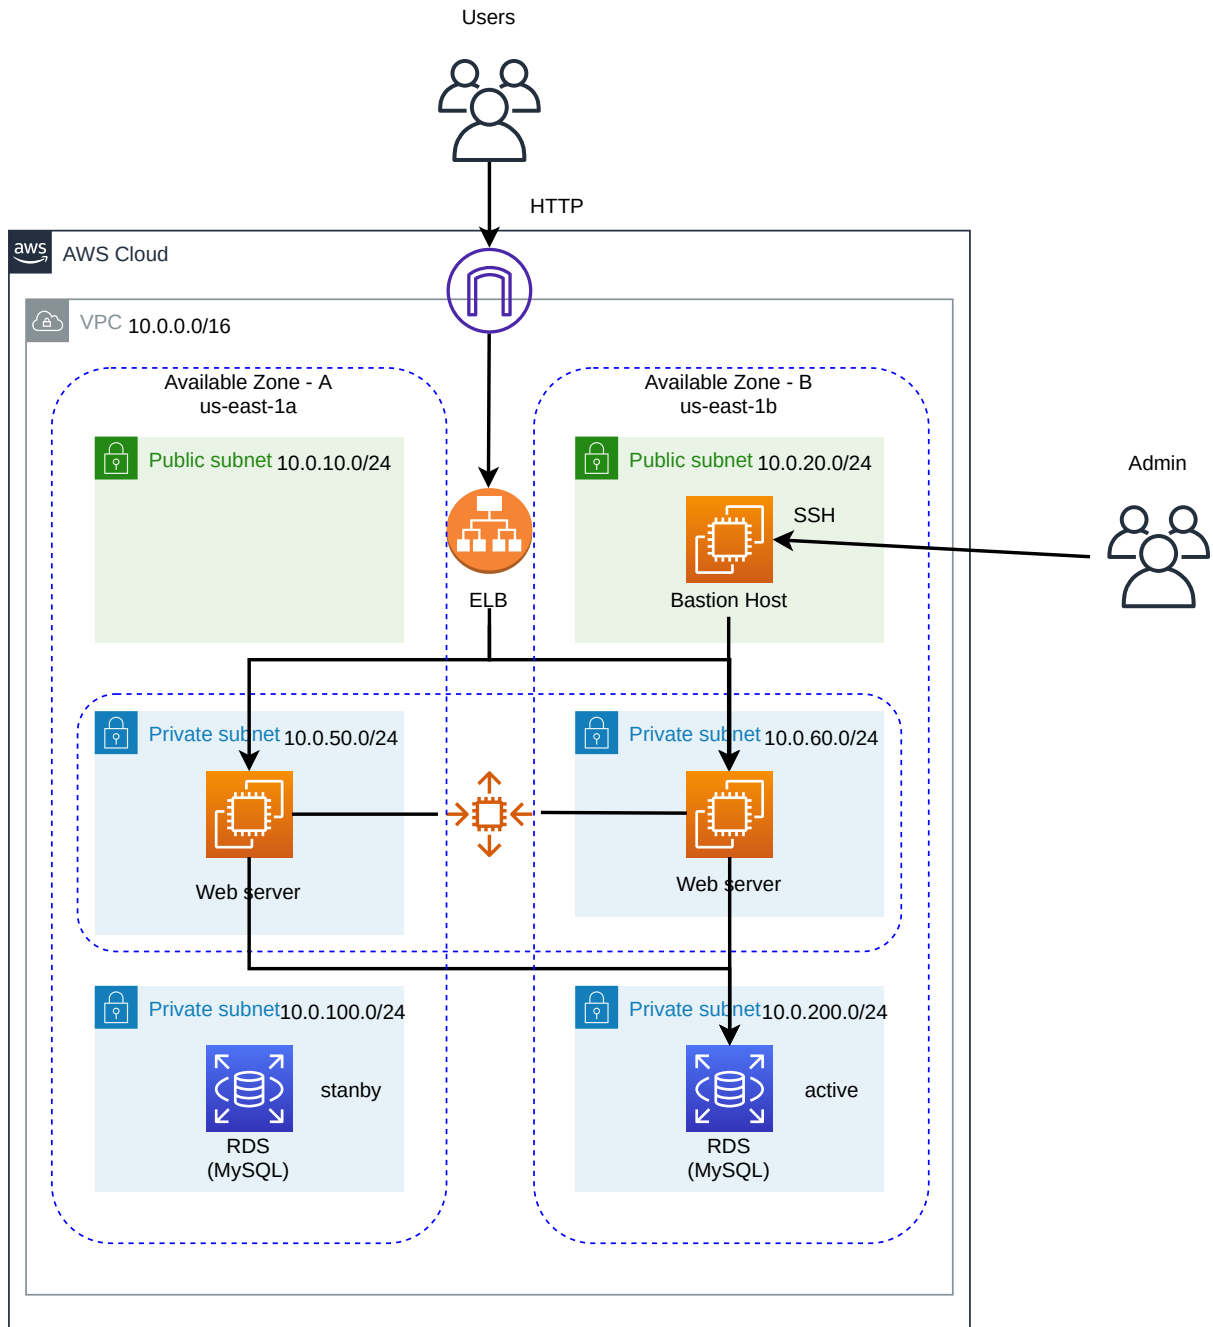 Users
HTTP
aws
AWS Cloud
VPC 10.0.0.0/16
Available Zone - A
us-east-1a
Available Zone - B
us-east-1b
Public subnet 10.0.10.0/24
Public subnet 10.0.20.0/24
Admin
SSH
ELB
Bastion Host
Private subnet 10.0.50.0/24
Private subnet 10.0.60.0/24
Web server
Web server
Private subnet 10.0.100.0/24
Private subnet 10.0.200.0/24
stanby
active
RDS
(MySQL)
RDS
(MySQL)